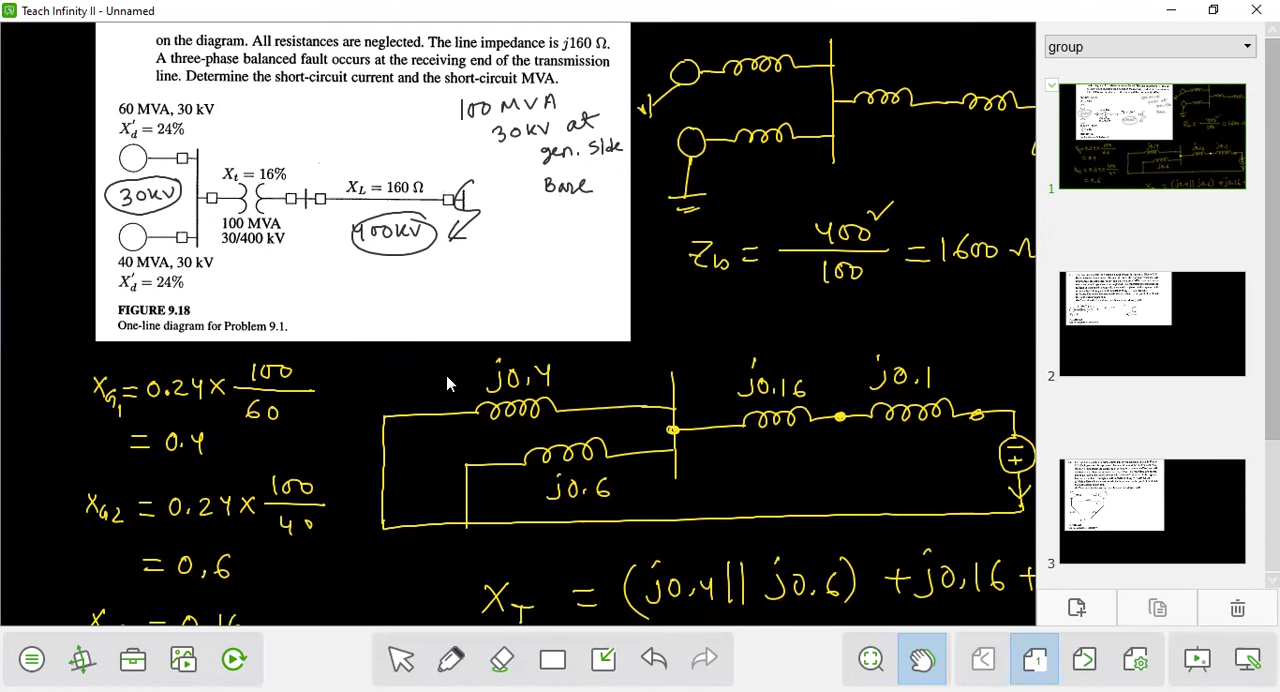 Teach Infinity II - Unnamed
on the diagram. All resistances are neglected. The line impedance is j160 Ω.
A three-phase balanced fault occurs at the receiving end of the transmission
line. Determine the short-circuit current and the short-circuit MVA.
60 MVA, 30 kV
X′d = 24%
30kV
Xt = 16%
100 MVA
30/400 kV
XL = 160 Ω
400kV
40 MVA, 30 kV
X′d = 24%
FIGURE 9.18
One-line diagram for Problem 9.1.
100 MVA
30kV at
gen. side
Base
Zb = 400² / 100 = 1600 Ω
XG1 = 0.24 × 100 / 60
= 0.4
XG2 = 0.24 × 100 / 40
= 0.6
j0.4
j0.6
j0.16
j0.1
XT = (j0.4 || j0.6) + j0.16 +
group
1
2
3
1